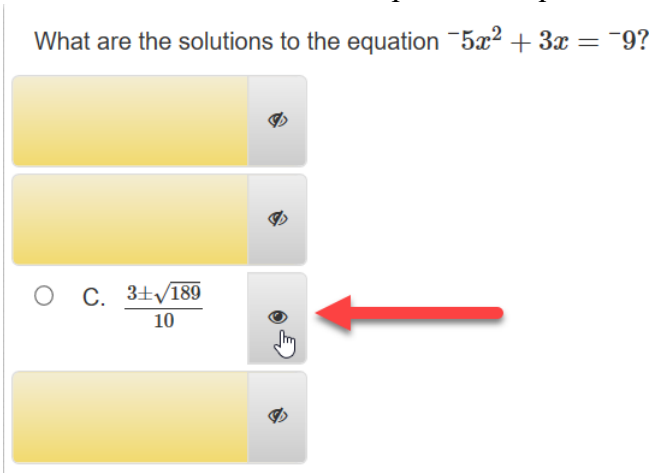 What are the solutions to the equation ⁻5x² + 3x = ⁻9?
C. 3±√189
10